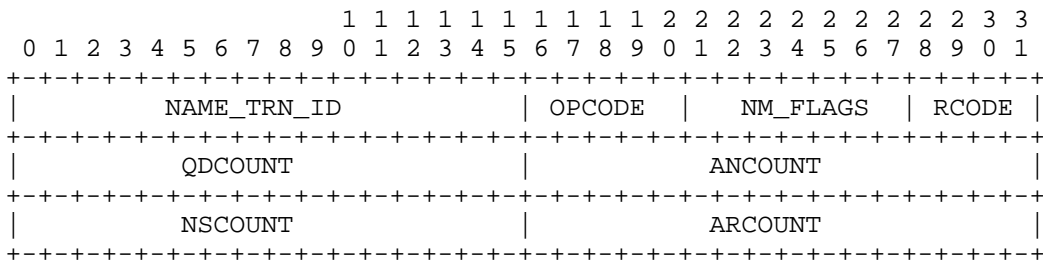 1 1 1 1 1 1 1 1 1 1 2 2 2 2 2 2 2 2 2 2 3 3
  0 1 2 3 4 5 6 7 8 9 0 1 2 3 4 5 6 7 8 9 0 1 2 3 4 5 6 7 8 9 0 1
 +-+-+-+-+-+-+-+-+-+-+-+-+-+-+-+-+-+-+-+-+-+-+-+-+-+-+-+-+-+-+-+-+
 |         NAME_TRN_ID           | OPCODE  |   NM_FLAGS  | RCODE |
 +-+-+-+-+-+-+-+-+-+-+-+-+-+-+-+-+-+-+-+-+-+-+-+-+-+-+-+-+-+-+-+-+
 |          QDCOUNT              |           ANCOUNT             |
 +-+-+-+-+-+-+-+-+-+-+-+-+-+-+-+-+-+-+-+-+-+-+-+-+-+-+-+-+-+-+-+-+
 |          NSCOUNT              |           ARCOUNT             |
 +-+-+-+-+-+-+-+-+-+-+-+-+-+-+-+-+-+-+-+-+-+-+-+-+-+-+-+-+-+-+-+-+